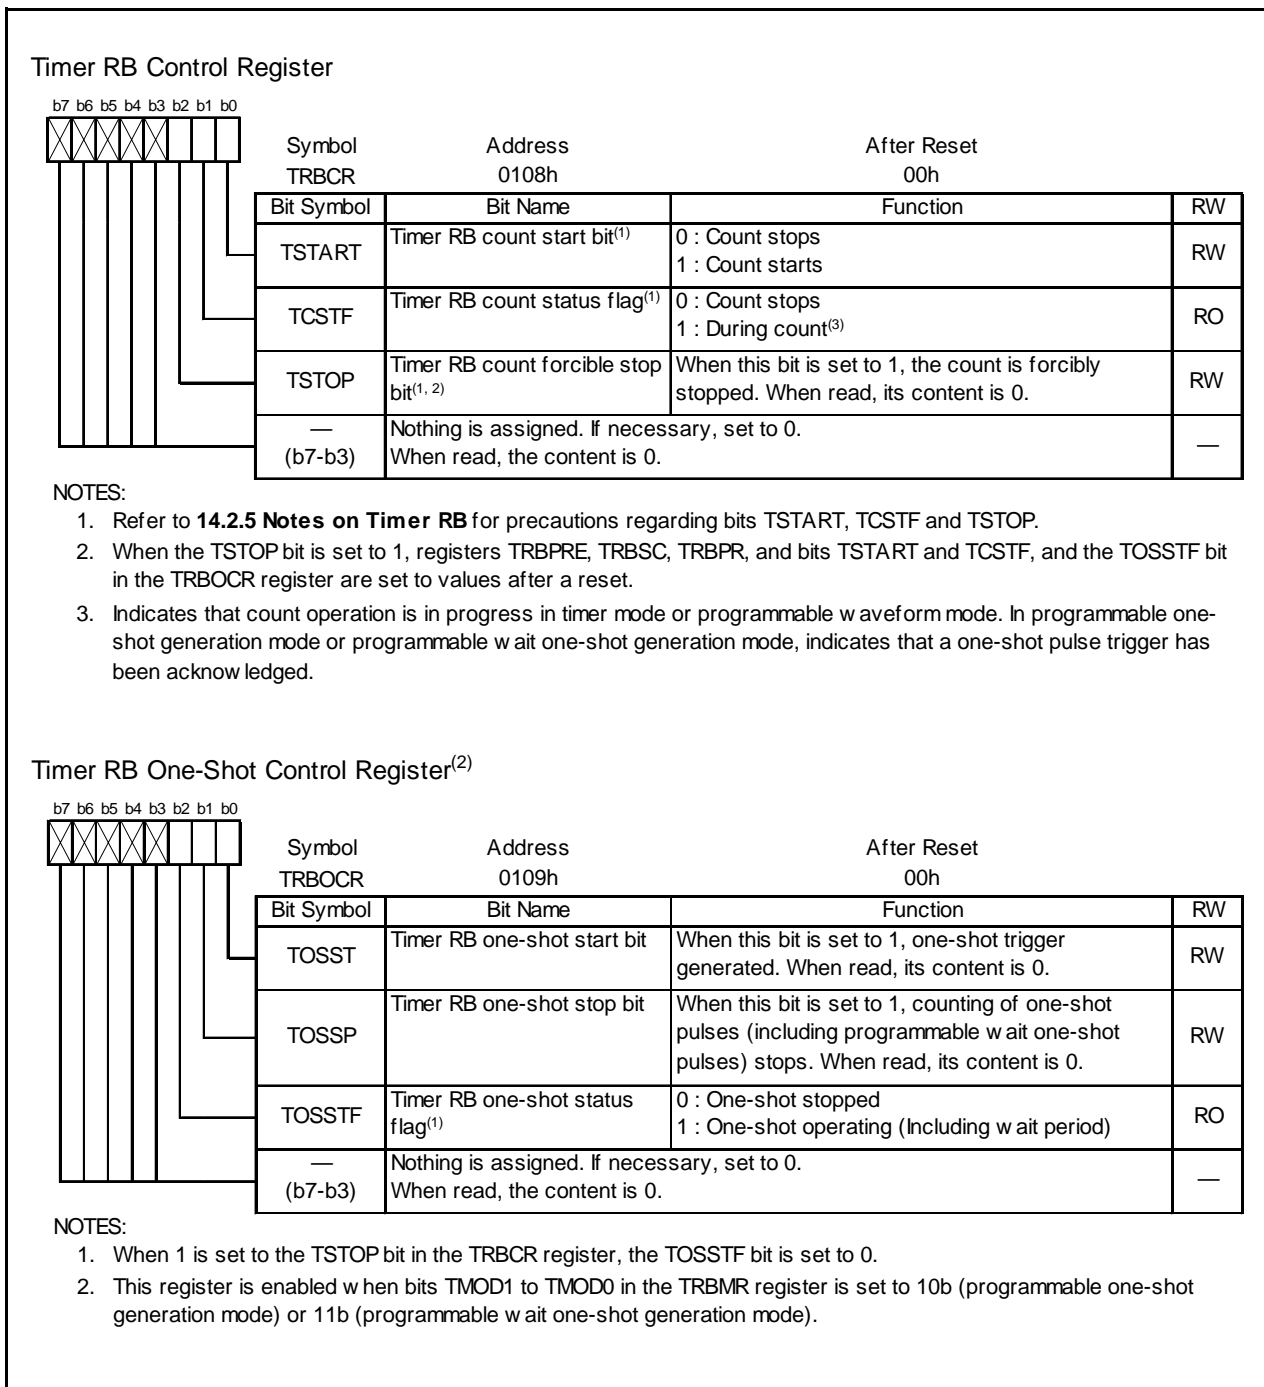 Timer RB Control Register
b7 b6 b5 b4 b3 b2 b1 b0
Symbol Address After Reset
TRBCR 0108h 00h
Bit Symbol Bit Name Function RW
TSTART Timer RB count start bit(1) 0 : Count stops RW
1 : Count starts
TCSTF Timer RB count status flag(1) 0 : Count stops RO
1 : During count(3)
TSTOP Timer RB count forcible stop When this bit is set to 1, the count is forcibly RW
bit(1, 2) stopped. When read, its content is 0.
— Nothing is assigned. If necessary, set to 0. —
(b7-b3) When read, the content is 0.
NOTES:
1. Refer to 14.2.5 Notes on Timer RB for precautions regarding bits TSTART, TCSTF and TSTOP.
2. When the TSTOP bit is set to 1, registers TRBPRE, TRBSC, TRBPR, and bits TSTART and TCSTF, and the TOSSTF bit
in the TRBOCR register are set to values after a reset.
3. Indicates that count operation is in progress in timer mode or programmable waveform mode. In programmable one-
shot generation mode or programmable wait one-shot generation mode, indicates that a one-shot pulse trigger has
been acknowledged.
Timer RB One-Shot Control Register(2)
b7 b6 b5 b4 b3 b2 b1 b0
Symbol Address After Reset
TRBOCR 0109h 00h
Bit Symbol Bit Name Function RW
TOSST Timer RB one-shot start bit When this bit is set to 1, one-shot trigger RW
generated. When read, its content is 0.
TOSSP Timer RB one-shot stop bit When this bit is set to 1, counting of one-shot RW
pulses (including programmable wait one-shot
pulses) stops. When read, its content is 0.
TOSSTF Timer RB one-shot status 0 : One-shot stopped RO
flag(1) 1 : One-shot operating (Including wait period)
— Nothing is assigned. If necessary, set to 0. —
(b7-b3) When read, the content is 0.
NOTES:
1. When 1 is set to the TSTOP bit in the TRBCR register, the TOSSTF bit is set to 0.
2. This register is enabled when bits TMOD1 to TMOD0 in the TRBMR register is set to 10b (programmable one-shot
generation mode) or 11b (programmable wait one-shot generation mode).